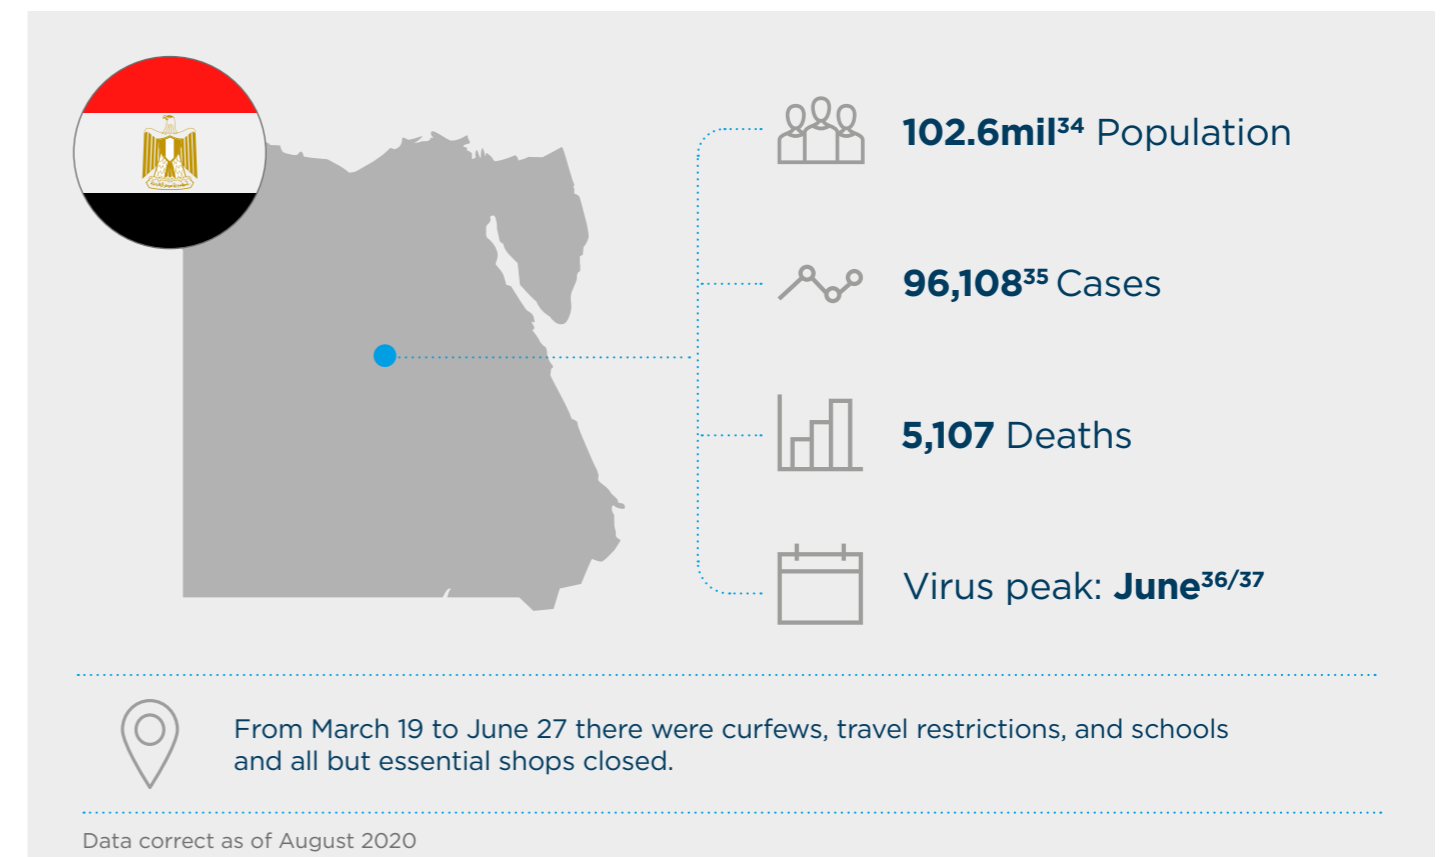 102.6mil³⁴ Population
96,108³⁵ Cases
5,107 Deaths
Virus peak: June³⁶/³⁷
From March 19 to June 27 there were curfews, travel restrictions, and schools
and all but essential shops closed.
Data correct as of August 2020